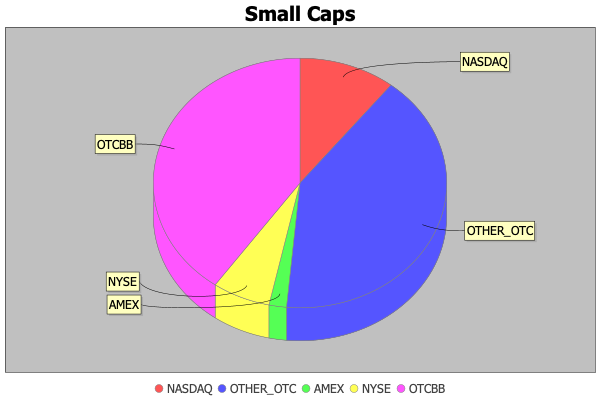 Small Caps
NASDAQ
OTCBB
OTHER_OTC
NYSE
AMEX
NASDAQ OTHER_OTC AMEX NYSE OTCBB